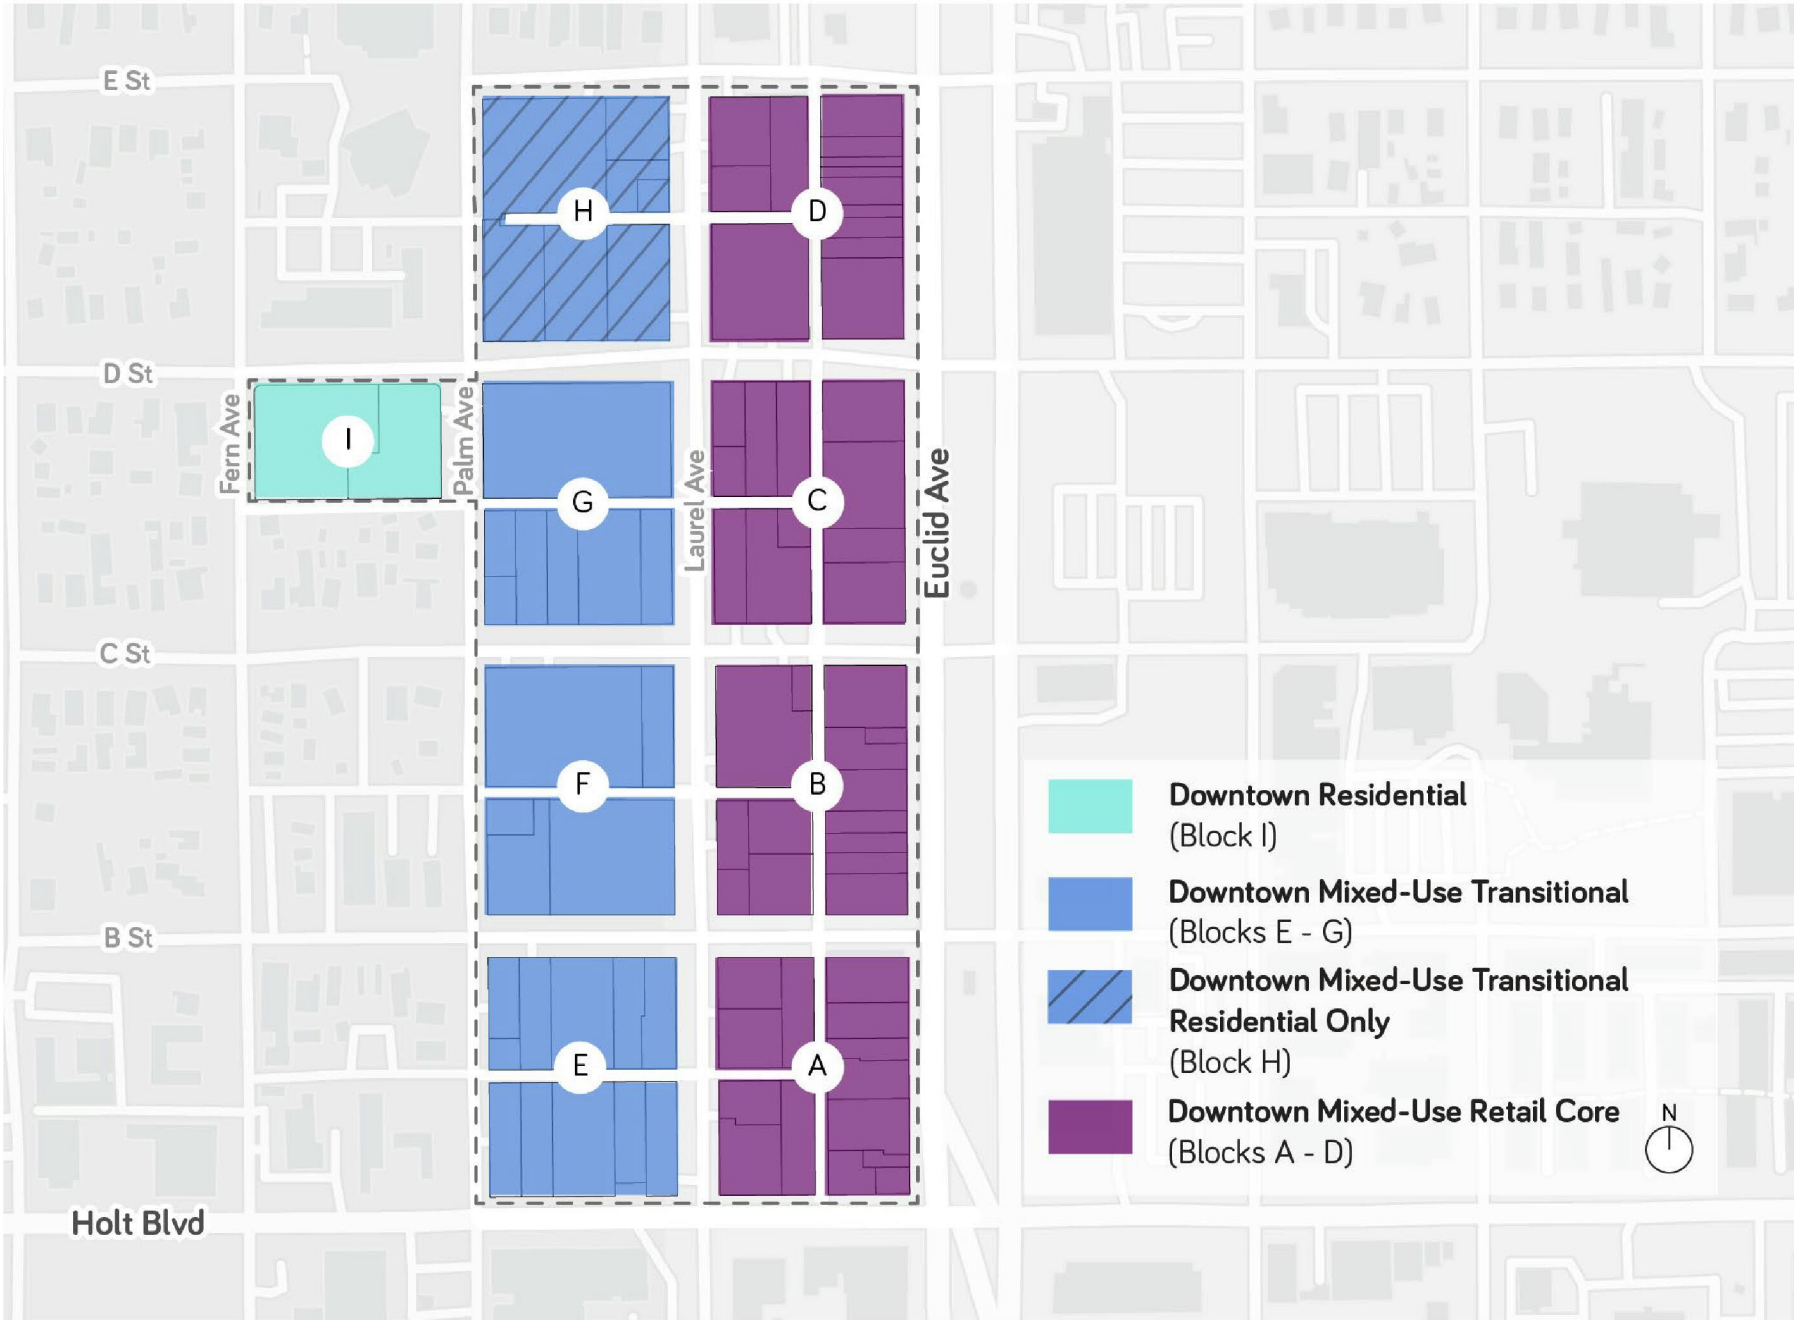 E St
H
D
D St
Fern Ave
I
Palm Ave
G
Laurel Ave
C
Euclid Ave
C St
F
B
Downtown Residential
(Block I)
Downtown Mixed-Use Transitional
(Blocks E - G)
B St
Downtown Mixed-Use Transitional
Residential Only
(Block H)
E
A
Downtown Mixed-Use Retail Core
(Blocks A - D)
N
Holt Blvd